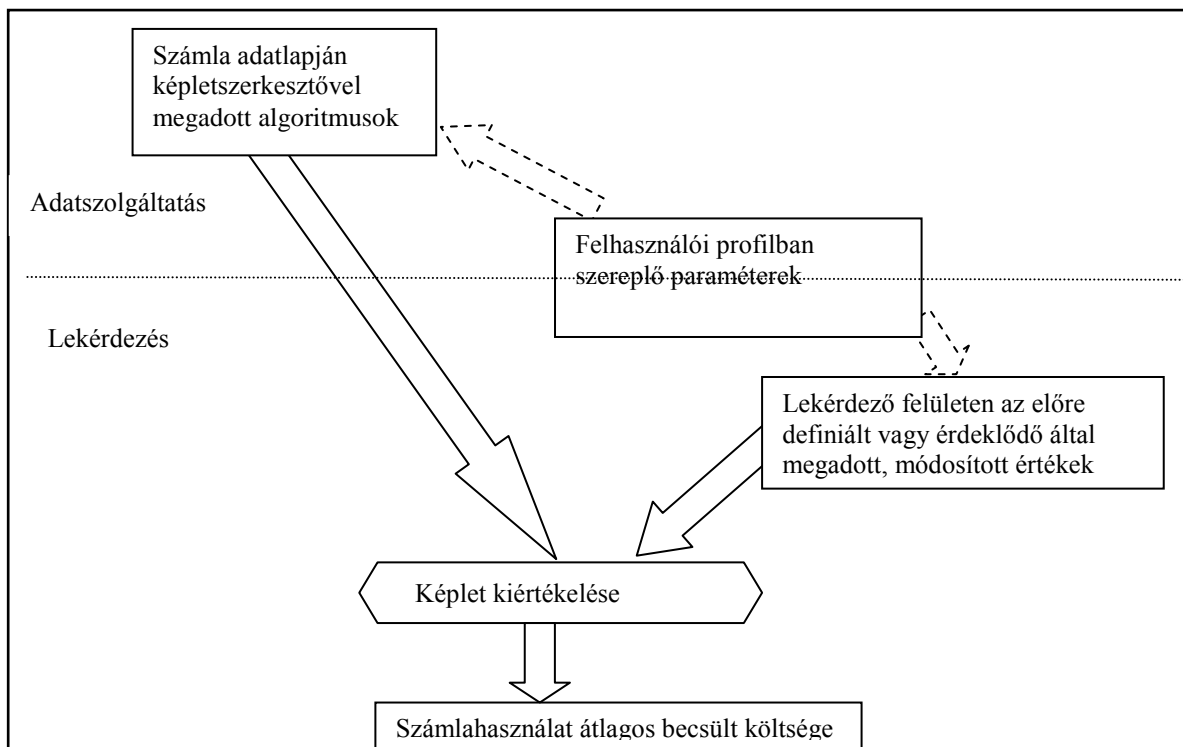 Számla adatlapján
képletszerkesztővel
megadott algoritmusok
Adatszolgáltatás
Felhasználói profilban
szereplő paraméterek
Lekérdezés
Lekérdező felületen az előre
definiált vagy érdeklődő által
megadott, módosított értékek
Képlet kiértékelése
Számlahasználat átlagos becsült költsége